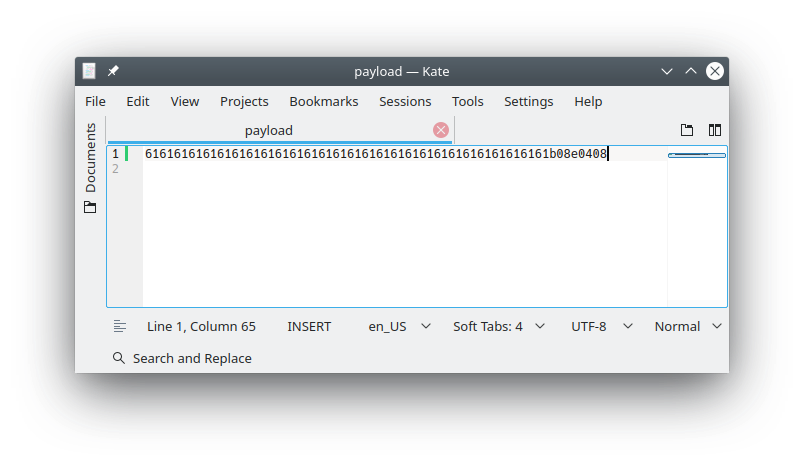 payload — Kate
File Edit View Projects Bookmarks Sessions Tools Settings Help
Documents
payload
1 61616161616161616161616161616161616161616161616161616161b08e0408
2
Line 1, Column 65 INSERT en_US Soft Tabs: 4 UTF-8 Normal
Search and Replace